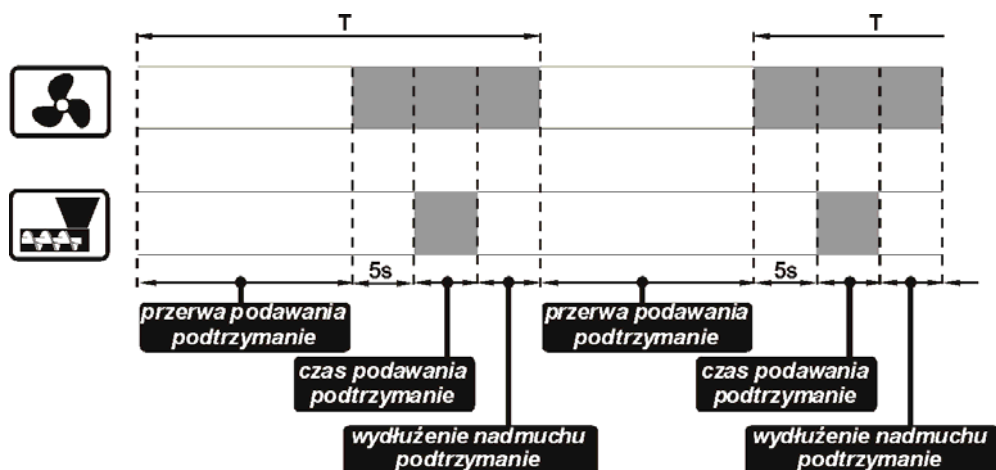 T
T
5s
5s
przerwa podawania
podtrzymanie
przerwa podawania
podtrzymanie
czas podawania
podtrzymanie
czas podawania
podtrzymanie
wydłużenie nadmuchu
podtrzymanie
wydłużenie nadmuchu
podtrzymanie